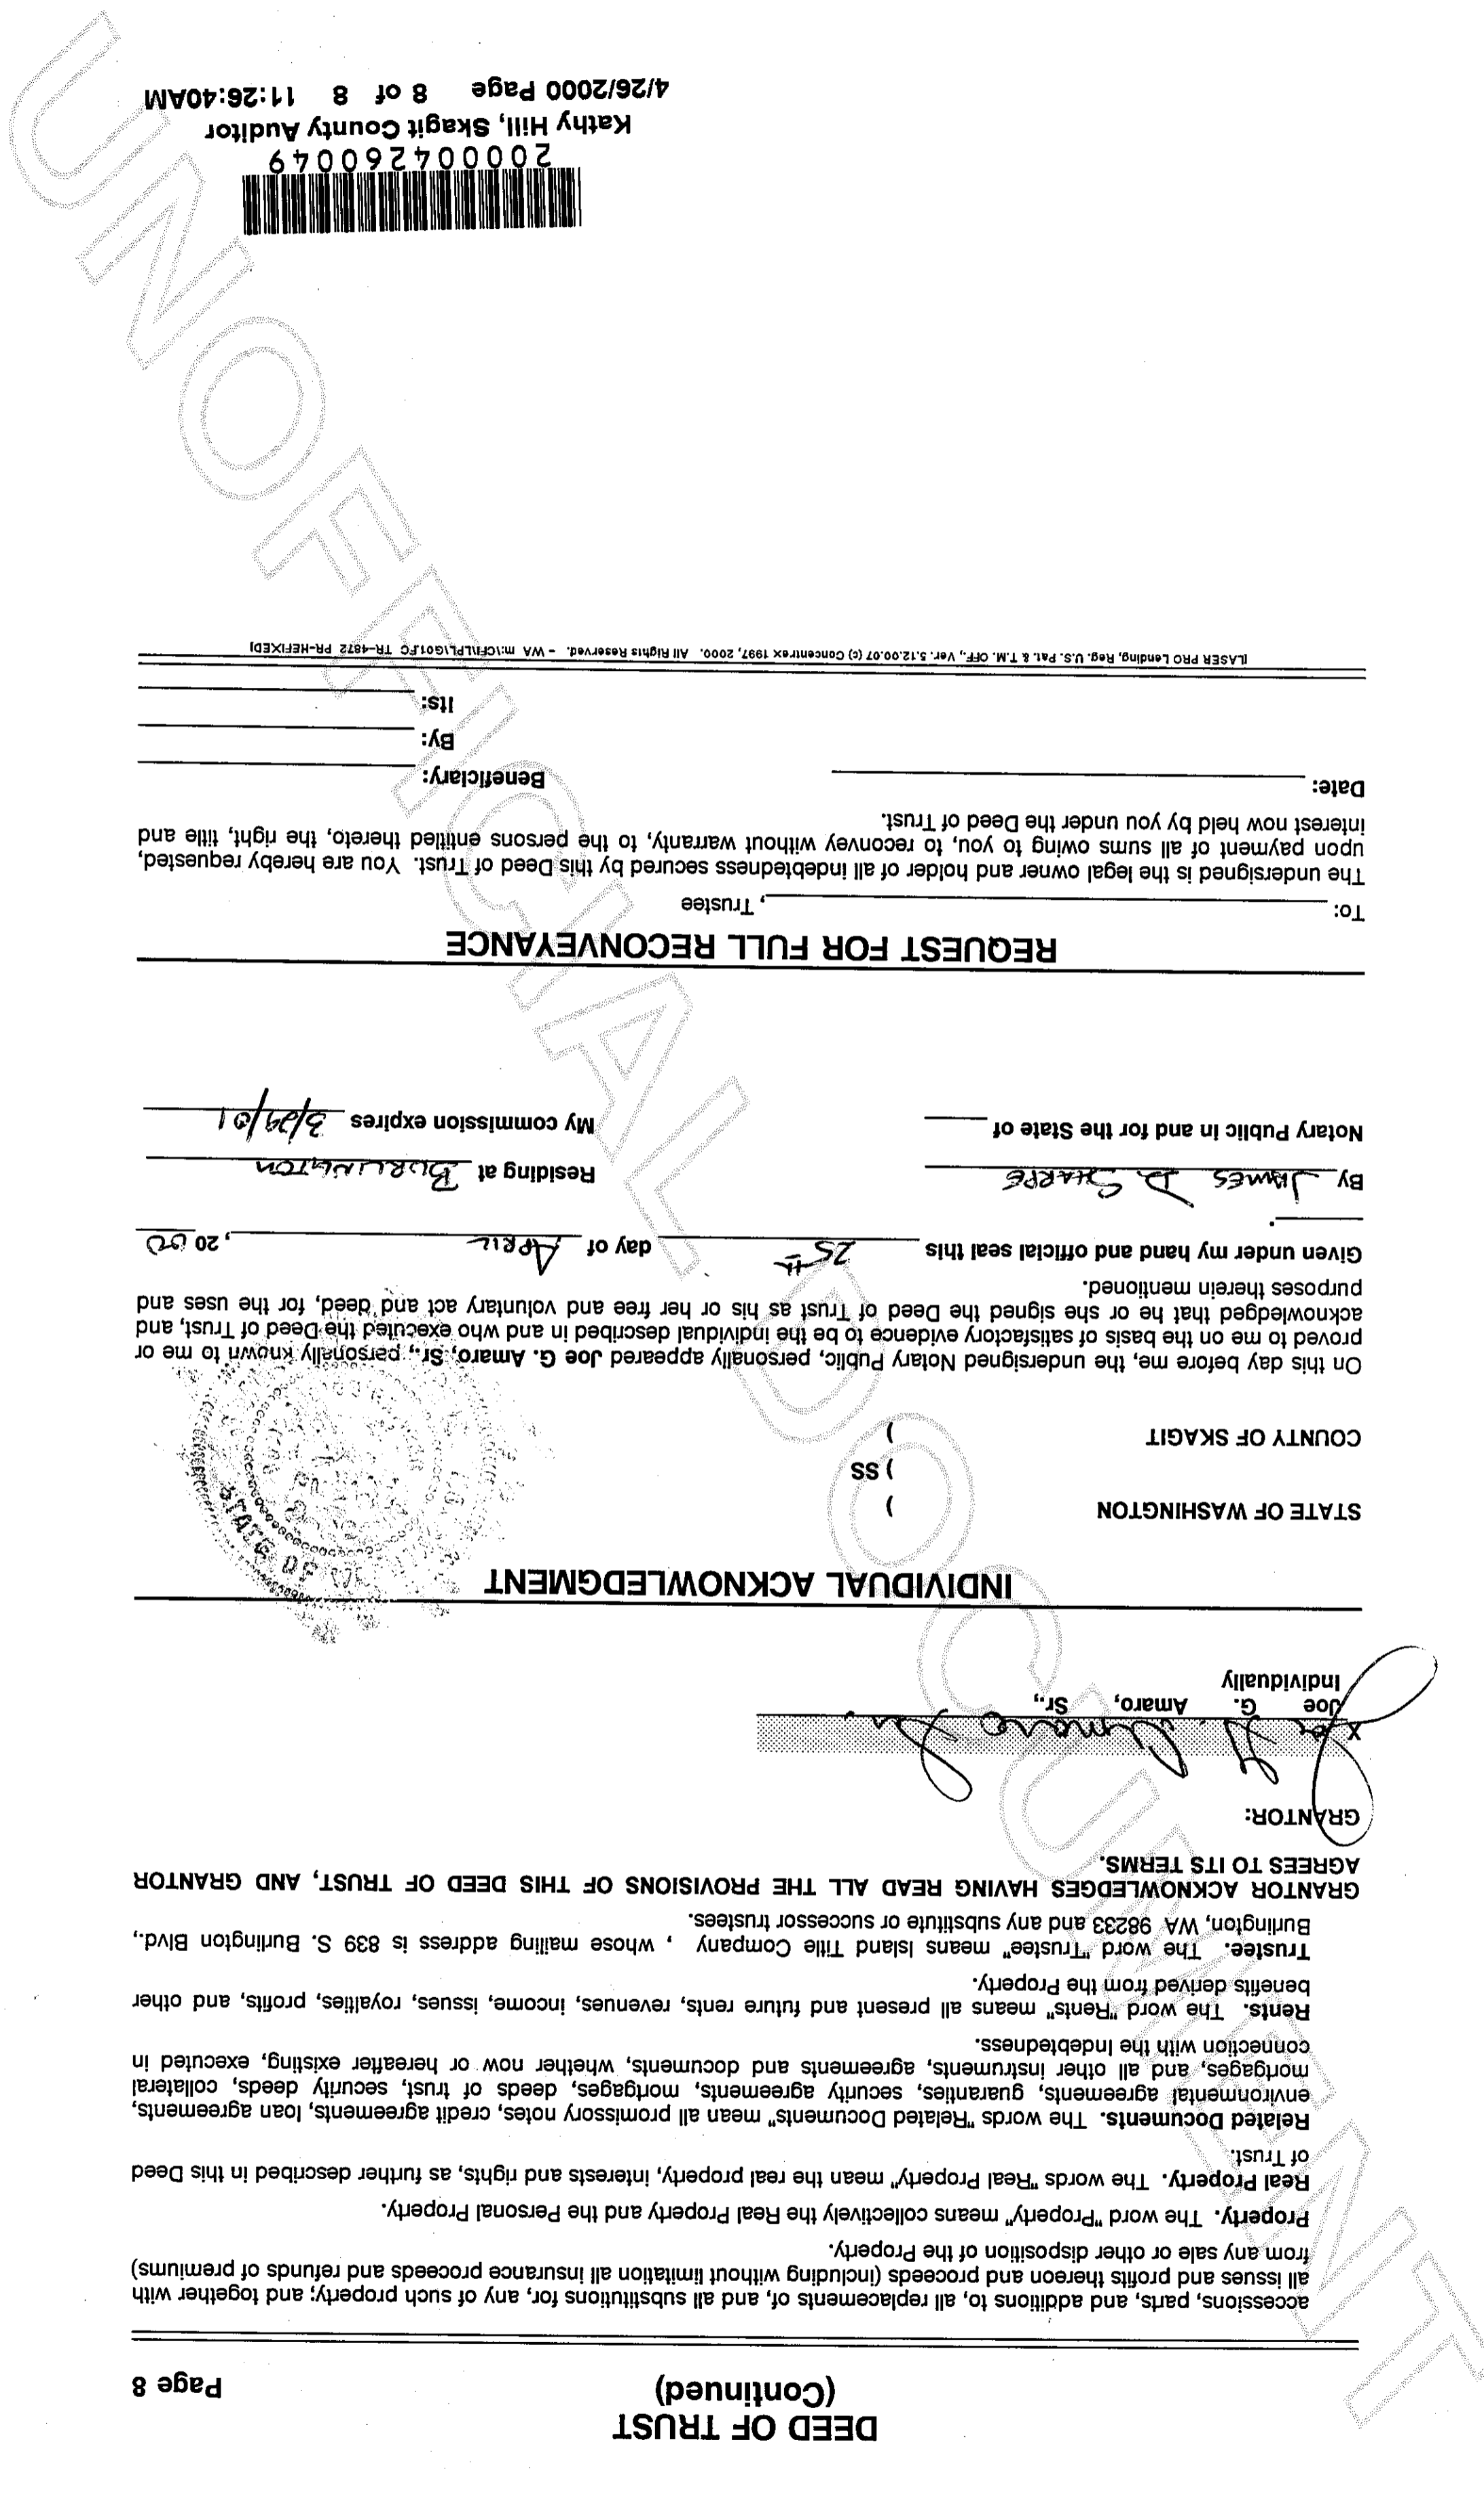 DEED OF TRUST
(Continued)
Page 8
accessions, parts, and additions to, all replacements of, and all substitutions for, any of such property; and together with
all issues and profits thereon and proceeds (including without limitation all insurance proceeds and refunds of premiums)
from any sale or other disposition of the Property.
Property. The word "Property" means collectively the Real Property and the Personal Property.
Real Property. The words "Real Property" mean the real property, interests and rights, as further described in this Deed
of Trust.
Related Documents. The words "Related Documents" mean all promissory notes, credit agreements, loan agreements,
environmental agreements, guaranties, security agreements, mortgages, deeds of trust, security deeds, collateral
mortgages, and all other instruments, agreements and documents, whether now or hereafter existing, executed in
connection with the Indebtedness.
Rents. The word "Rents" means all present and future rents, revenues, income, issues, royalties, profits, and other
benefits derived from the Property.
Trustee. The word "Trustee" means Island Title Company , whose mailing address is 839 S. Burlington Blvd.,
Burlington, WA 98233 and any substitute or successor trustees.
GRANTOR ACKNOWLEDGES HAVING READ ALL THE PROVISIONS OF THIS DEED OF TRUST, AND GRANTOR
AGREES TO ITS TERMS.
GRANTOR:
X Joe G. Amaro Sr.
Joe G. Amaro, Sr.,
Individually
INDIVIDUAL ACKNOWLEDGMENT
STATE OF WASHINGTON )
) SS
COUNTY OF SKAGIT )
STATE OF
On this day before me, the undersigned Notary Public, personally appeared Joe G. Amaro, Sr., personally known to me or
proved to me on the basis of satisfactory evidence to be the individual described in and who executed the Deed of Trust, and
acknowledged that he or she signed the Deed of Trust as his or her free and voluntary act and deed, for the uses and
purposes therein mentioned.
Given under my hand and official seal this 25th day of APRIL , 20 00
.
By JAMES D. SHARPE Residing at BURLINGTON
Notary Public in and for the State of My commission expires 3/29/01
REQUEST FOR FULL RECONVEYANCE
To: , Trustee
The undersigned is the legal owner and holder of all indebtedness secured by this Deed of Trust. You are hereby requested,
upon payment of all sums owing to you, to reconvey without warranty, to the persons entitled thereto, the right, title and
interest now held by you under the Deed of Trust.
Date: Beneficiary:
By:
Its:
[LASER PRO Lending, Reg. U.S. Pat. & T.M. OFF., Ver. 5.12.00.07 (c) Concentrex 1997, 2000. All Rights Reserved. - WA m:\CFI\LPL\G01.FC TR-4872 PR-HEFIXED]
200004260049
Kathy Hill, Skagit County Auditor
4/26/2000 Page 8 of 8 11:26:40AM
UNOFFICIAL DOCUMENT